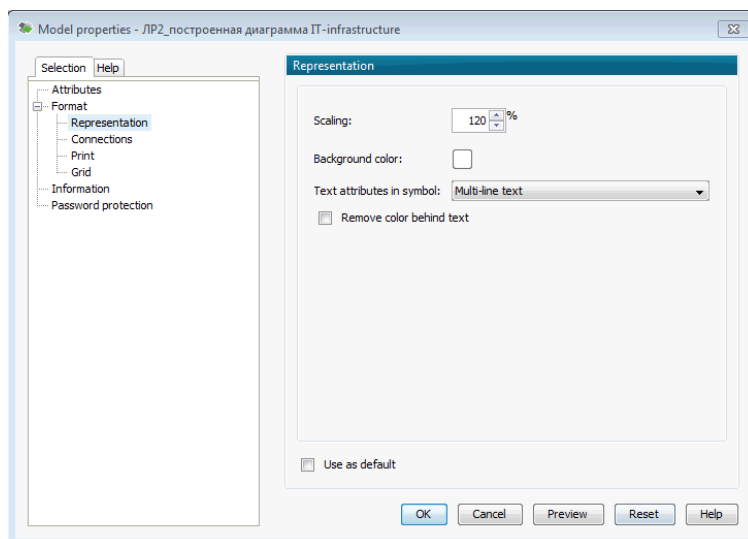 Model properties - ЛР2_построенная диаграмма IT-infrastructure
Selection Help
Attributes
Format
Representation
Connections
Print
Grid
Information
Password protection
Representation
Scaling: 120 %
Background color:
Text attributes in symbol: Multi-line text
Remove color behind text
Use as default
OK Cancel Preview Reset Help